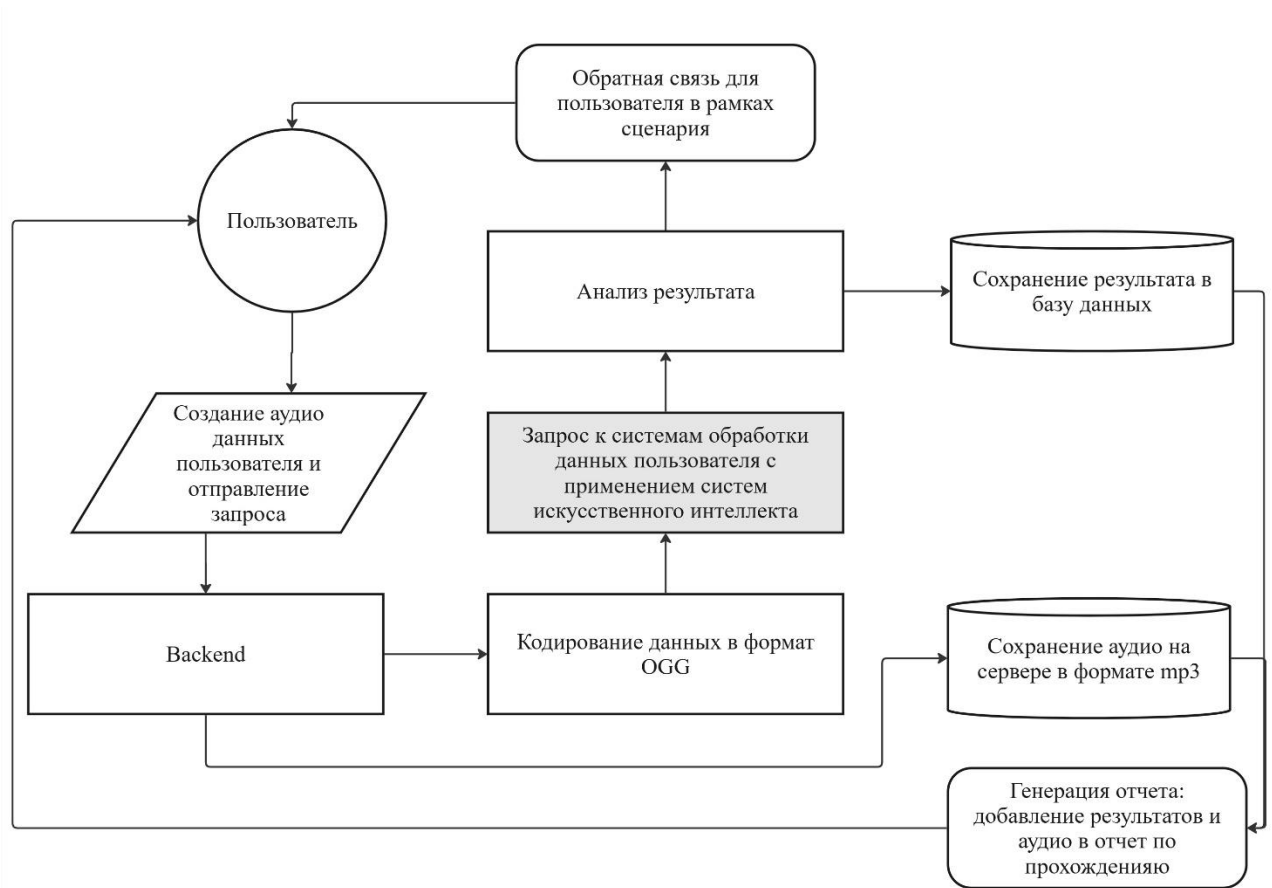 Обратная связь для
пользователя в рамках
сценария
Пользователь
Анализ результата
Сохранение результата в
базу данных
Создание аудио
данных
пользователя и
отправление
запроса
Запрос к системам обработки
данных пользователя с
применением систем
искусственного интеллекта
Backend
Кодирование данных в формат
OGG
Сохранение аудио на
сервере в формате mp3
Генерация отчета:
добавление результатов и
аудио в отчет по
прохожденияю